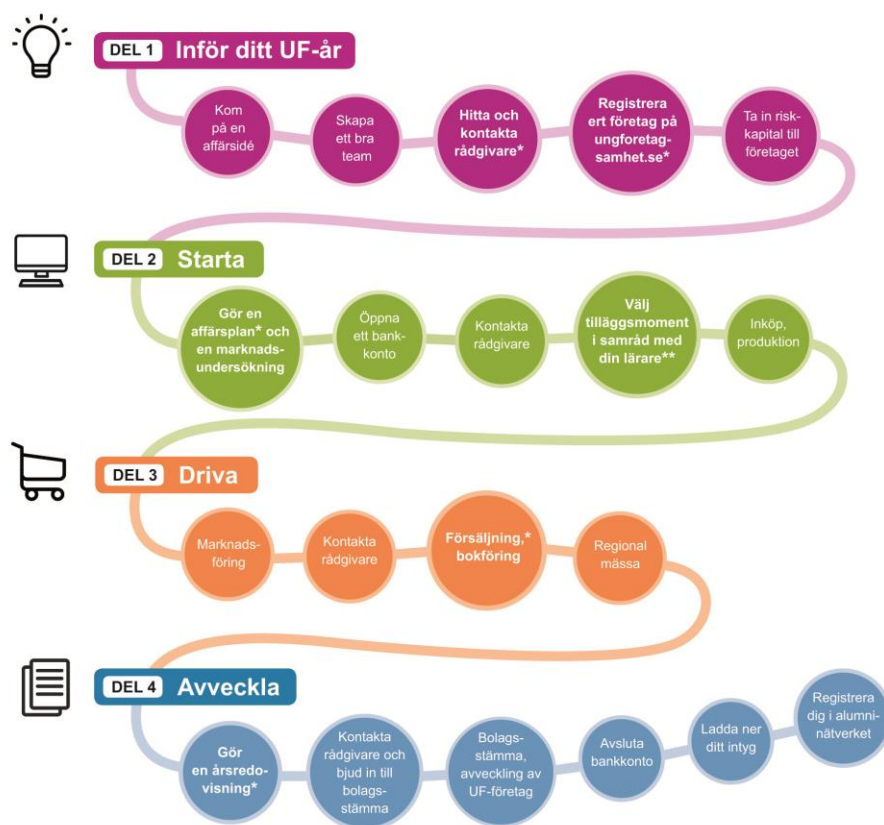 DEL 1 Inför ditt UF-år
Kom
på en
affärsidé
Skapa
ett bra
team
Hitta och
kontakta
rådgivare*
Registrera
ert företag på
ungforetag-
samhet.se*
Ta in risk-
kapital till
företaget
DEL 2 Starta
Gör en
affärsplan* och
en marknads-
undersökning
Öppna
ett bank-
konto
Kontakta
rådgivare
Välj
tilläggsmoment
i samråd med
din lärare**
Inköp,
produktion
DEL 3 Driva
Marknads-
föring
Kontakta
rådgivare
Försäljning,*
bokföring
Regional
mässa
DEL 4 Avveckla
Gör
en årsredo-
visning*
Kontakta
rådgivare och
bjud in till
bolags-
stämma
Bolags-
stämma,
avveckling av
UF-företag
Avsluta
bankkonto
Ladda ner
ditt intyg
Registrera
dig i alumni-
nätverket